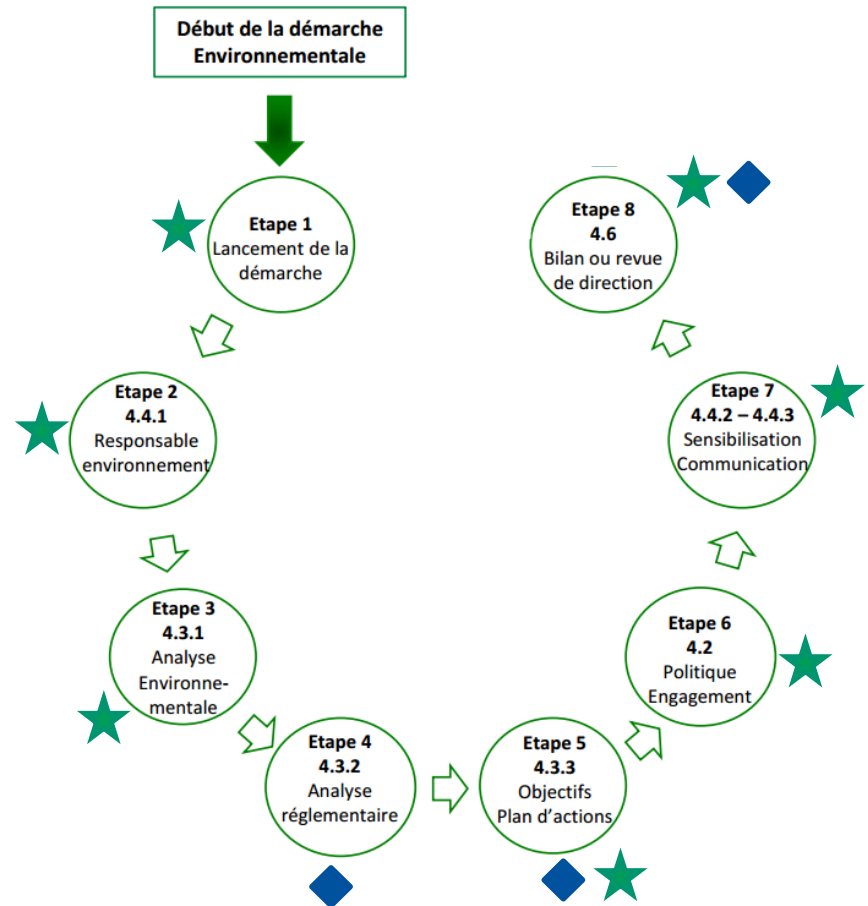 Début de la démarche
Environnementale
Etape 1
Lancement de la
démarche
Etape 2
4.4.1
Responsable
environnement
Etape 3
4.3.1
Analyse
Environne-
mentale
Etape 4
4.3.2
Analyse
réglementaire
Etape 5
4.3.3
Objectifs
Plan d’actions
Etape 6
4.2
Politique
Engagement
Etape 7
4.4.2 – 4.4.3
Sensibilisation
Communication
Etape 8
4.6
Bilan ou revue
de direction